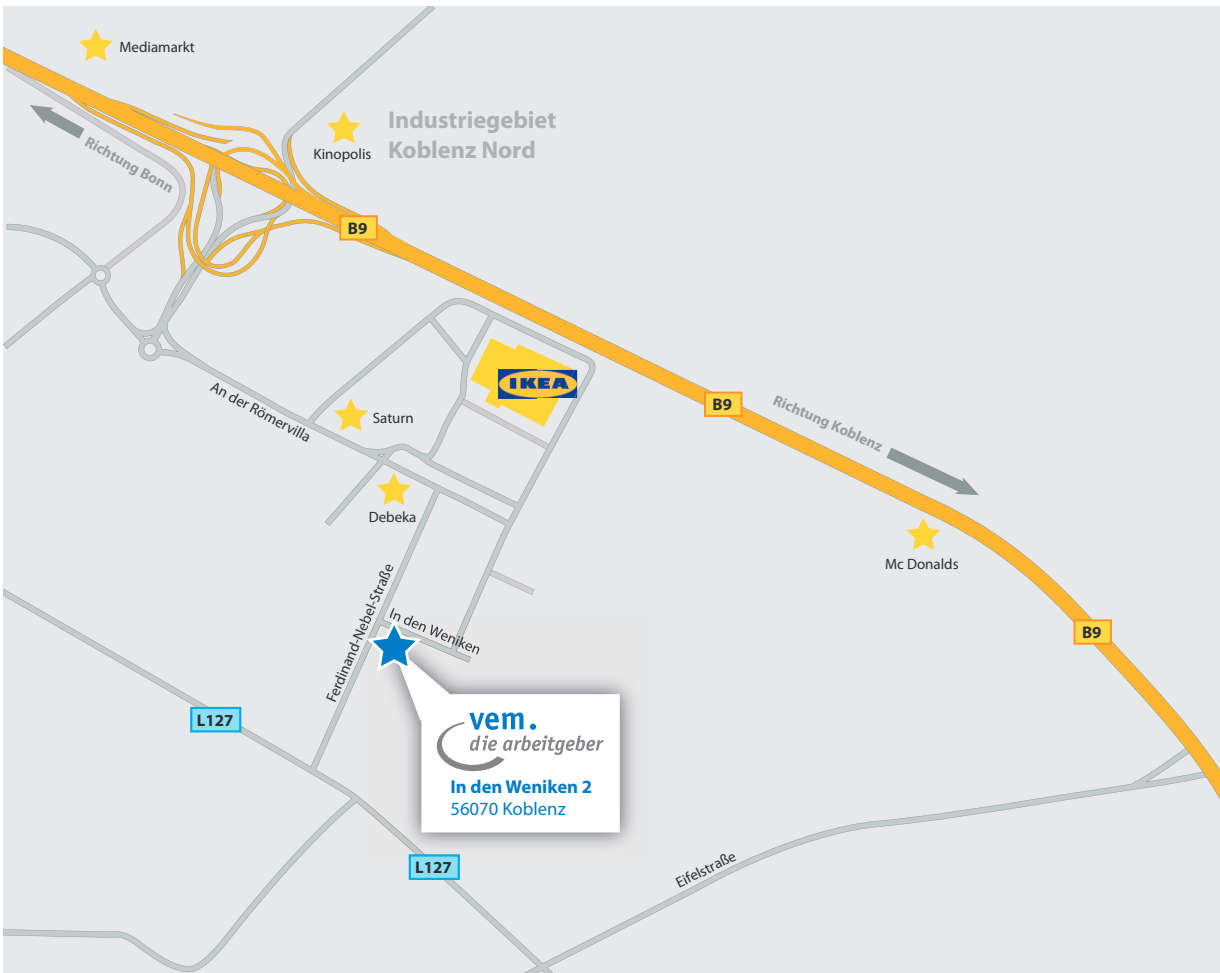 Mediamarkt
Industriegebiet
Koblenz Nord
Kinopolis
Richtung Bonn
B9
IKEA
An der Römervilla
Saturn
B9
Richtung Koblenz
Debeka
Mc Donalds
Ferdinand-Nebel-Straße
In den Weniken
B9
L127
vem.
die arbeitgeber
In den Weniken 2
56070 Koblenz
L127
Eifelstraße